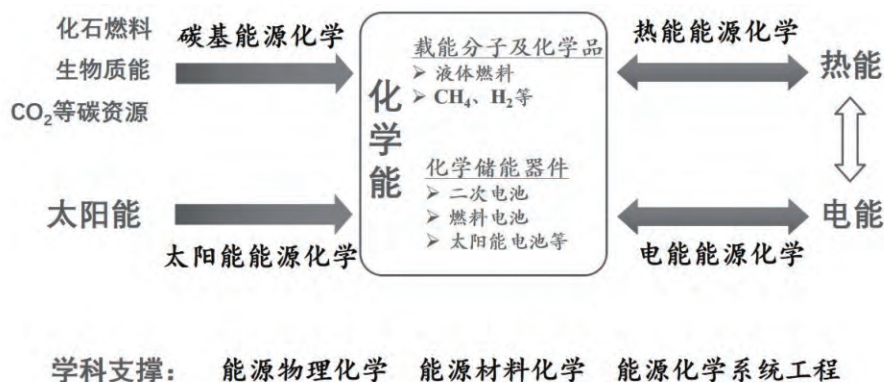 化石燃料
生物质能
CO₂等碳资源
碳基能源化学
太阳能
太阳能能源化学
化学能
载能分子及化学品
➢ 液体燃料
➢ CH₄、H₂等
化学储能器件
➢ 二次电池
➢ 燃料电池
➢ 太阳能电池等
热能能源化学
热能
电能
电能能源化学
学科支撑： 能源物理化学 能源材料化学 能源化学系统工程